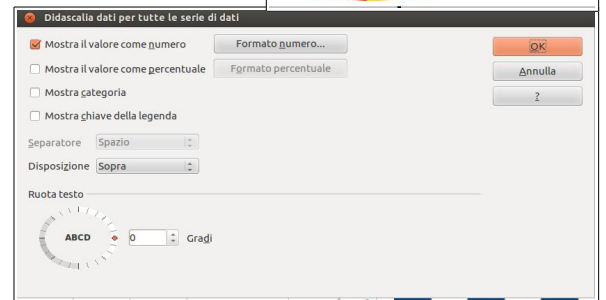 Didascalia dati per tutte le serie di dati
Mostra il valore come numero Formato numero... OK
Mostra il valore come percentuale Formato percentuale Annulla
Mostra categoria ?
Mostra chiave della legenda
Separatore Spazio
Disposizione Sopra
Ruota testo
ABCD 0 Gradi